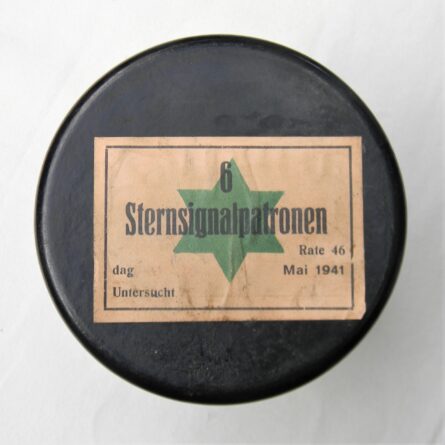 6
Sternsignalpatronen
Rate 46
dag Mai 1941
Untersucht